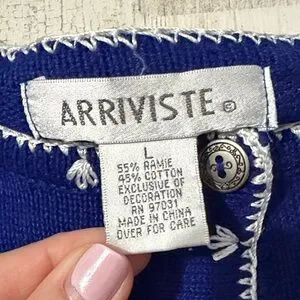 ARRIVISTE ®
L
55% RAMIE
45% COTTON
EXCLUSIVE OF
DECORATION
RN 97031
MADE IN CHINA
OVER FOR CARE